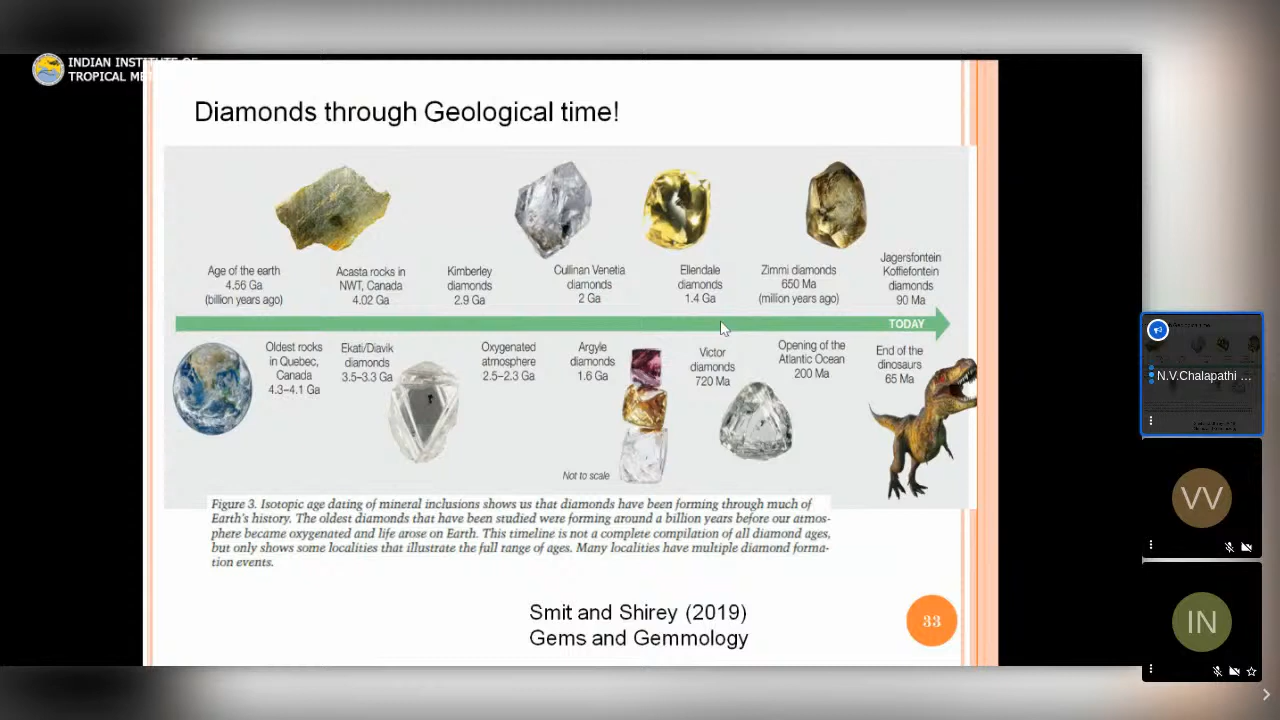 INDIAN INSTITUTE OF
TROPICAL ME
Diamonds through Geological time!
Age of the earth
4.56 Ga
(billion years ago)
Acasta rocks in
NWT, Canada
4.02 Ga
Kimberley
diamonds
2.9 Ga
Cullinan Venetia
diamonds
2 Ga
Ellendale
diamonds
1.4 Ga
Zimmi diamonds
650 Ma
(million years ago)
Jagersfontein
Koffiefontein
diamonds
90 Ma
TODAY
Oldest rocks
in Quebec,
Canada
4.3–4.1 Ga
Ekati/Diavik
diamonds
3.5–3.3 Ga
Oxygenated
atmosphere
2.5–2.3 Ga
Argyle
diamonds
1.6 Ga
Victor
diamonds
720 Ma
Opening of the
Atlantic Ocean
200 Ma
End of the
dinosaurs
65 Ma
Not to scale
Figure 3. Isotopic age dating of mineral inclusions shows us that diamonds have been forming through much of
Earth's history. The oldest diamonds that have been studied were forming around a billion years before our atmos-
phere became oxygenated and life arose on Earth. This timeline is not a complete compilation of all diamond ages,
but only shows some localities that illustrate the full range of ages. Many localities have multiple diamond forma-
tion events.
Smit and Shirey (2019)
Gems and Gemmology
33
N.V.Chalapathi ...
VV
IN